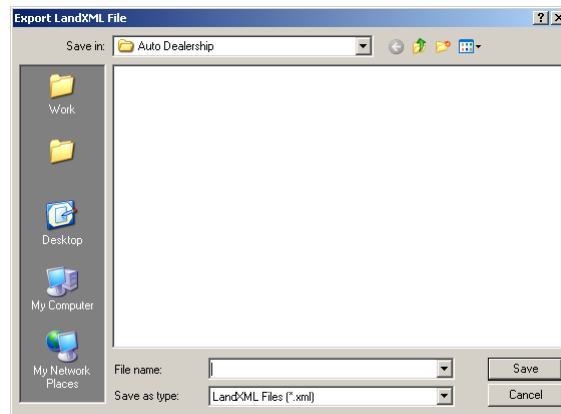 Export LandXML File
Save in:
Auto Dealership
Work
Desktop
My Computer
My Network
Places
File name:
Save
Save as type:
LandXML Files (*.xml)
Cancel